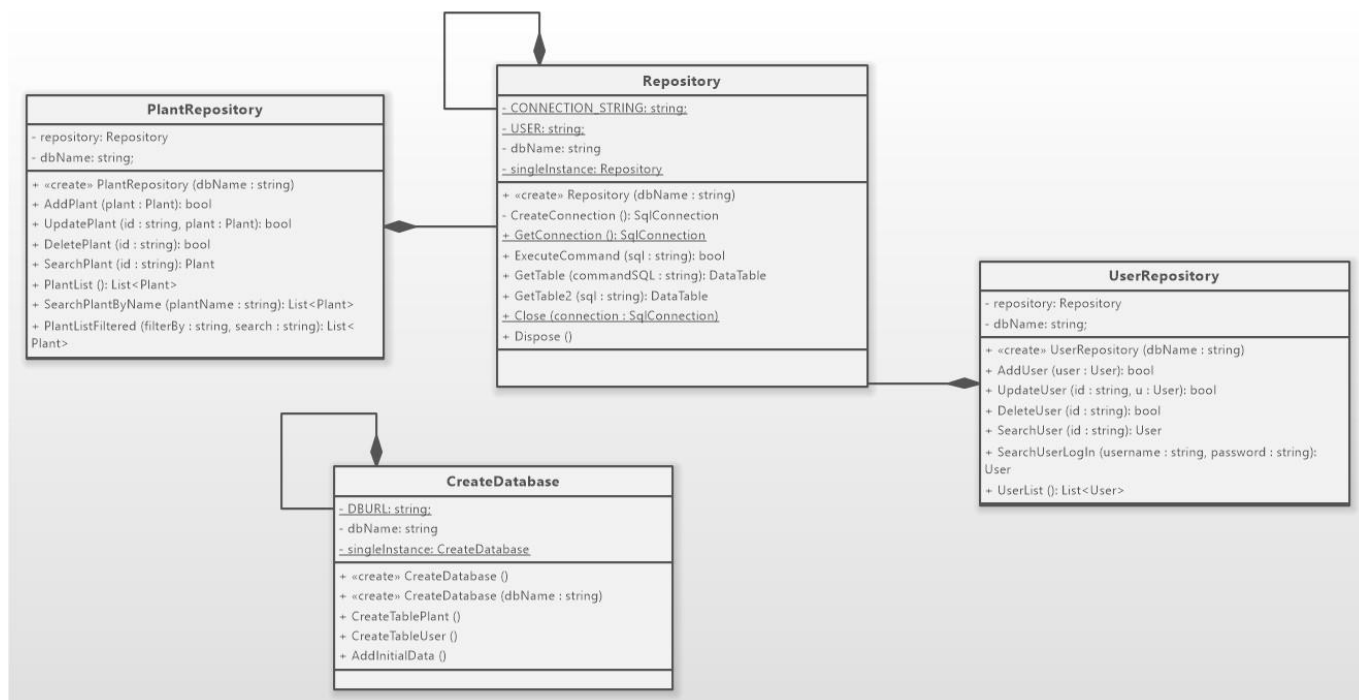 PlantRepository
- repository: Repository
- dbName: string;
+ «create» PlantRepository (dbName : string)
+ AddPlant (plant : Plant): bool
+ UpdatePlant (id : string, plant : Plant): bool
+ DeletePlant (id : string): bool
+ SearchPlant (id : string): Plant
+ PlantList (): List<Plant>
+ SearchPlantByName (plantName : string): List<Plant>
+ PlantListFiltered (filterBy : string, search : string): List<
Plant>
Repository
- CONNECTION_STRING: string;
- USER: string;
- dbName: string
- singleInstance: Repository
+ «create» Repository (dbName : string)
- CreateConnection (): SqlConnection
+ GetConnection (): SqlConnection
+ ExecuteCommand (sql : string): bool
+ GetTable (commandSQL : string): DataTable
+ GetTable2 (sql : string): DataTable
+ Close (connection : SqlConnection)
+ Dispose ()
UserRepository
- repository: Repository
- dbName: string;
+ «create» UserRepository (dbName : string)
+ AddUser (user : User): bool
+ UpdateUser (id : string, u : User): bool
+ DeleteUser (id : string): bool
+ SearchUser (id : string): User
+ SearchUserLogIn (username : string, password : string):
User
+ UserList (): List<User>
CreateDatabase
- DBURL: string;
- dbName: string
- singleInstance: CreateDatabase
+ «create» CreateDatabase ()
+ «create» CreateDatabase (dbName : string)
+ CreateTablePlant ()
+ CreateTableUser ()
+ AddInitialData ()